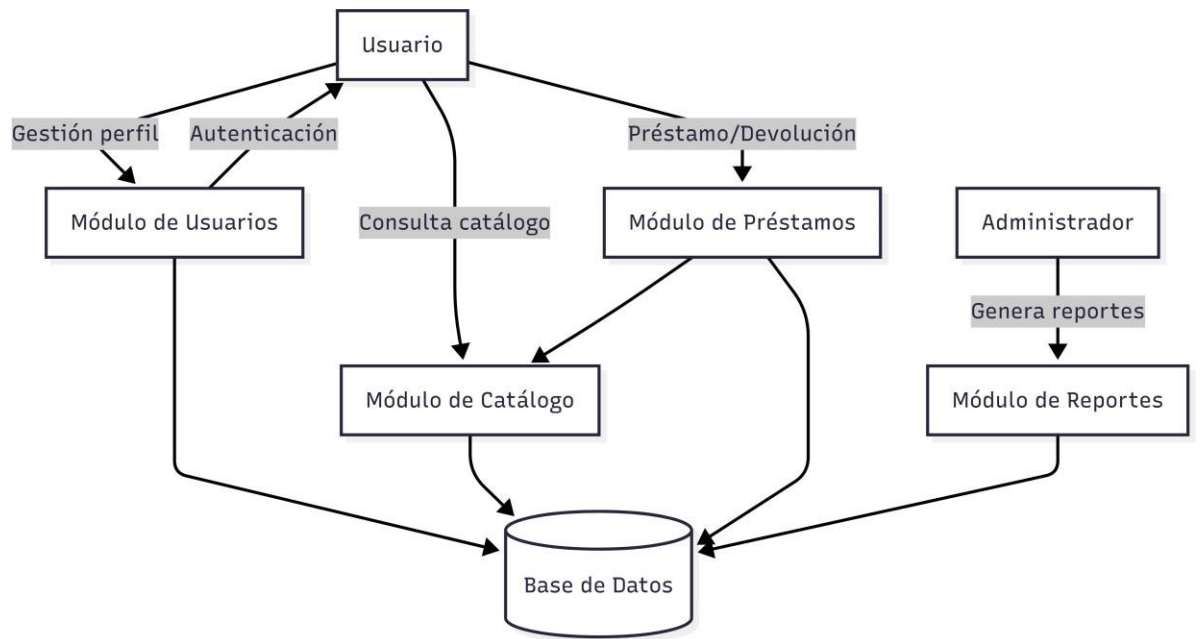 Usuario
Gestión perfil
Autenticación
Préstamo/Devolución
Módulo de Usuarios
Consulta catálogo
Módulo de Préstamos
Administrador
Genera reportes
Módulo de Catálogo
Módulo de Reportes
Base de Datos